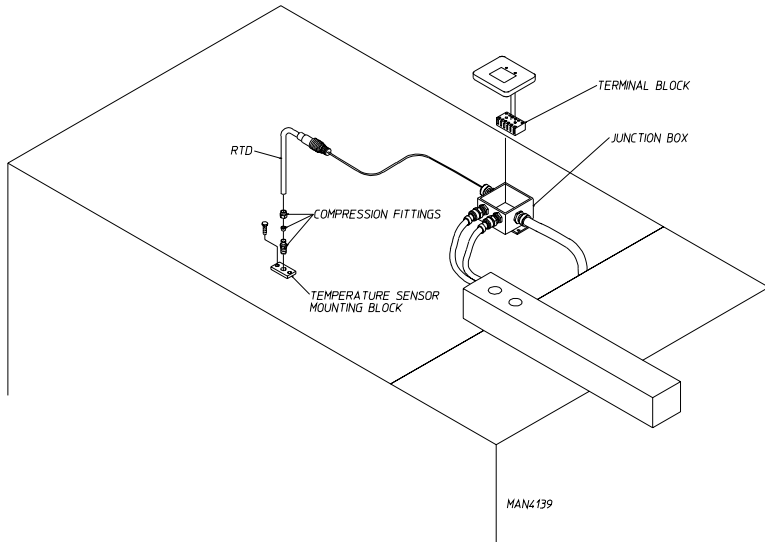 TERMINAL BLOCK
JUNCTION BOX
RTD
COMPRESSION FITTINGS
TEMPERATURE SENSOR
MOUNTING BLOCK
MAN4139